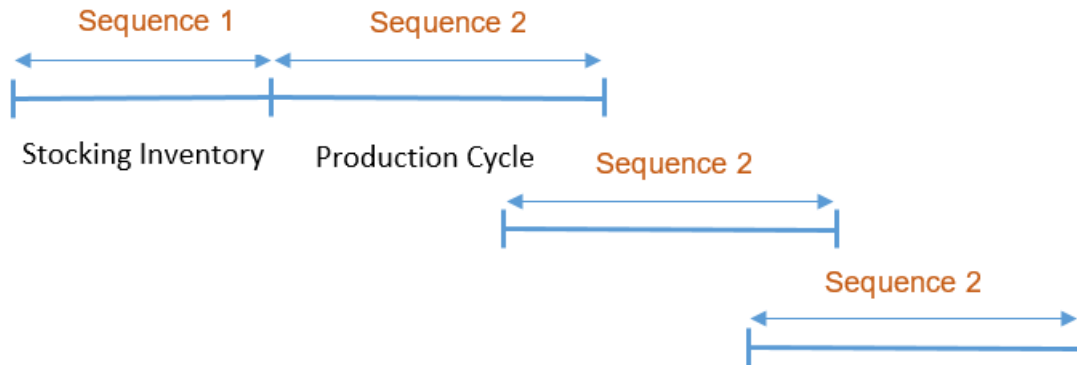 Sequence 1
Sequence 2
Stocking Inventory
Production Cycle
Sequence 2
Sequence 2